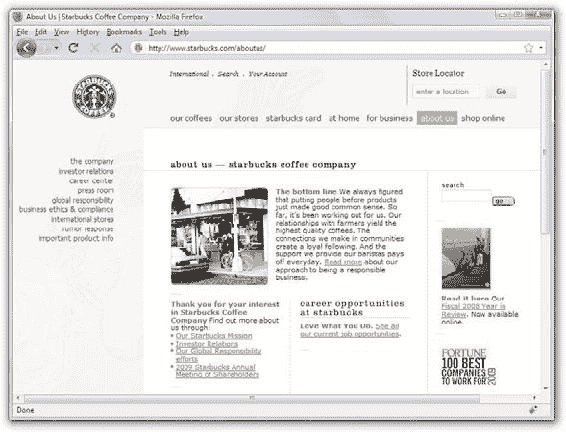 About Us | Starbucks Coffee Company - Mozilla Firefox
File Edit View History Bookmarks Tools Help
http://www.starbucks.com/aboutus/
International . Search . Your Account
Store Locator
enter a location Go
STARBUCKS
COFFEE
our coffees our stores starbucks card at home for business about us shop online
about us — starbucks coffee company
the company
investor relations
career center
press room
global responsibility
business ethics & compliance
international stores
rumor response
important product info
The bottom line We always figured
that putting people before products
just made good common sense. So
far, it's been working out for us. Our
relationships with farmers yield the
highest quality coffees. The
connections we make in communities
create a loyal following. And the
support we provide our baristas pays
off everyday. Read more about our
approach to being a responsible
business.
search
go
Read it here Our
Fiscal 2008 Year in
Review. Now available
online.
Thank you for your interest
in Starbucks Coffee
Company Find out more about
us through:
Our Starbucks Mission
Investor Relations
Our Global Responsibility
efforts
2009 Starbucks Annual
Meeting of Shareholders
career opportunities
at starbucks
Love What You Do. See all
our current job opportunities.
FORTUNE
100 BEST
COMPANIES
TO WORK FOR
2009
Done